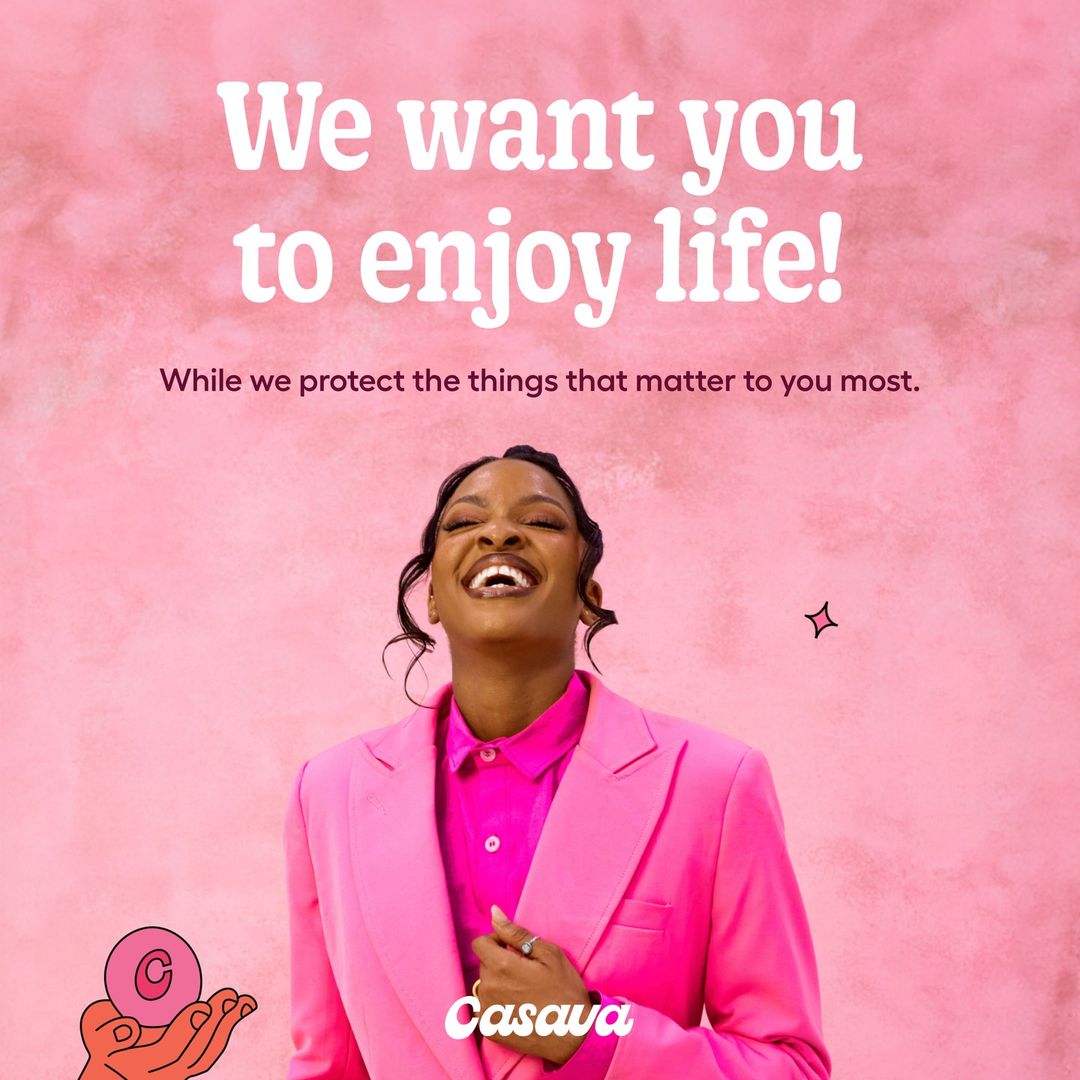 We want you
to enjoy life!
While we protect the things that matter to you most.
C
Casava